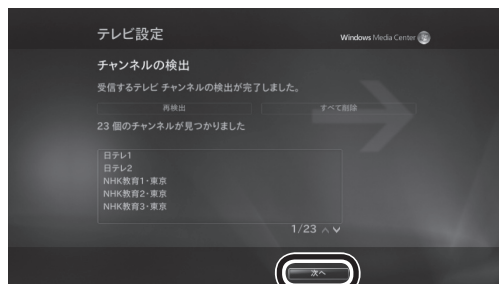 テレビ設定
Windows Media Center
チャンネルの検出
受信するテレビ チャンネルの検出が完了しました。
再検出 すべて削除
23 個のチャンネルが見つかりました
日テレ1
日テレ2
NHK教育1・東京
NHK教育2・東京
NHK教育3・東京
1/23
次へ